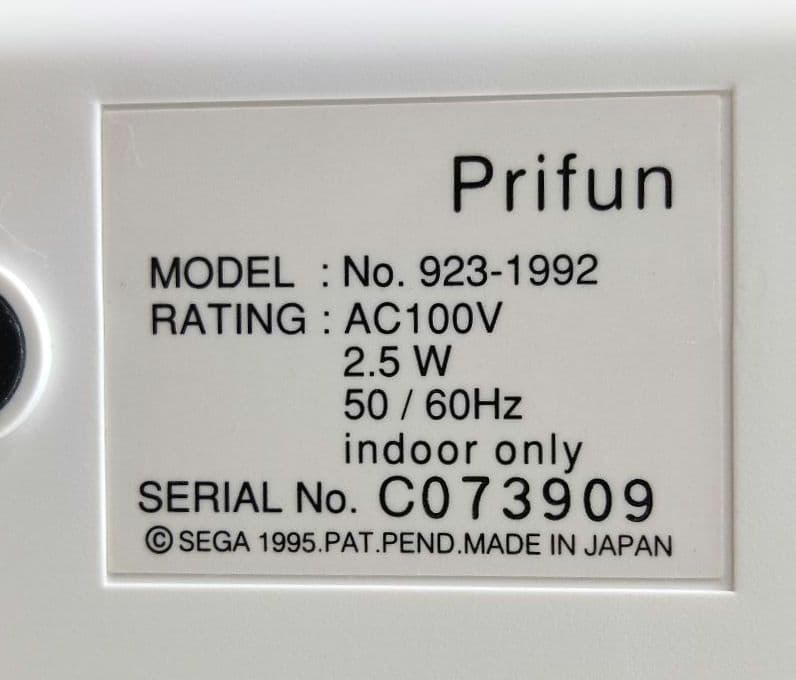 Prifun
MODEL : No. 923-1992
RATING : AC100V
2.5 W
50 / 60Hz
indoor only
SERIAL No. C073909
©SEGA 1995.PAT.PEND.MADE IN JAPAN